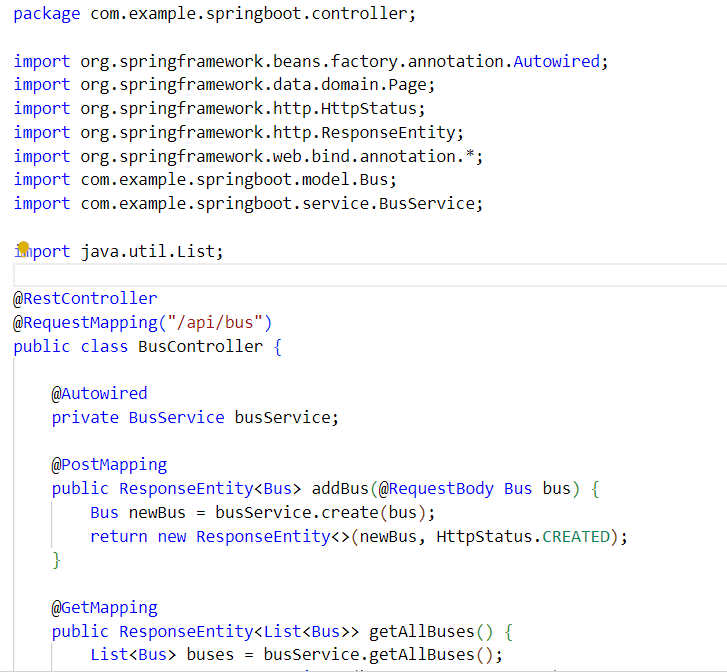 package com.example.springboot.controller;
import org.springframework.beans.factory.annotation.Autowired;
import org.springframework.data.domain.Page;
import org.springframework.http.HttpStatus;
import org.springframework.http.ResponseEntity;
import org.springframework.web.bind.annotation.*;
import com.example.springboot.model.Bus;
import com.example.springboot.service.BusService;
import java.util.List;
@RestController
@RequestMapping("/api/bus")
public class BusController {
@Autowired
private BusService busService;
@PostMapping
public ResponseEntity<Bus> addBus(@RequestBody Bus bus) {
Bus newBus = busService.create(bus);
return new ResponseEntity<>(newBus, HttpStatus.CREATED);
}
@GetMapping
public ResponseEntity<List<Bus>> getAllBuses() {
List<Bus> buses = busService.getAllBuses();